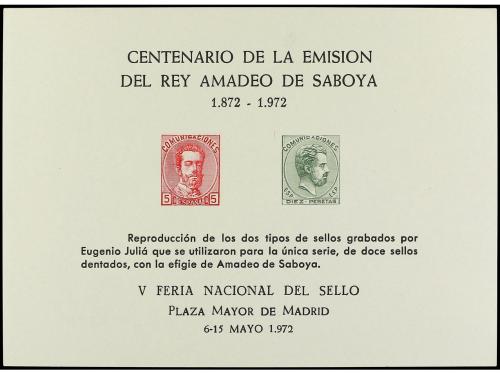 CENTENARIO DE LA EMISION
DEL REY AMADEO DE SABOYA
1.872 - 1.972
COMUNICACIONES
5 5
COMUNICACIONES
ESP. ESP.
DIEZ - PESETAS
Reproducción de los dos tipos de sellos grabados por
Eugenio Juliá que se utilizaron para la única serie, de doce sellos
dentados, con la efigie de Amadeo de Saboya.
V FERIA NACIONAL DEL SELLO
PLAZA MAYOR DE MADRID
6-15 MAYO 1.972